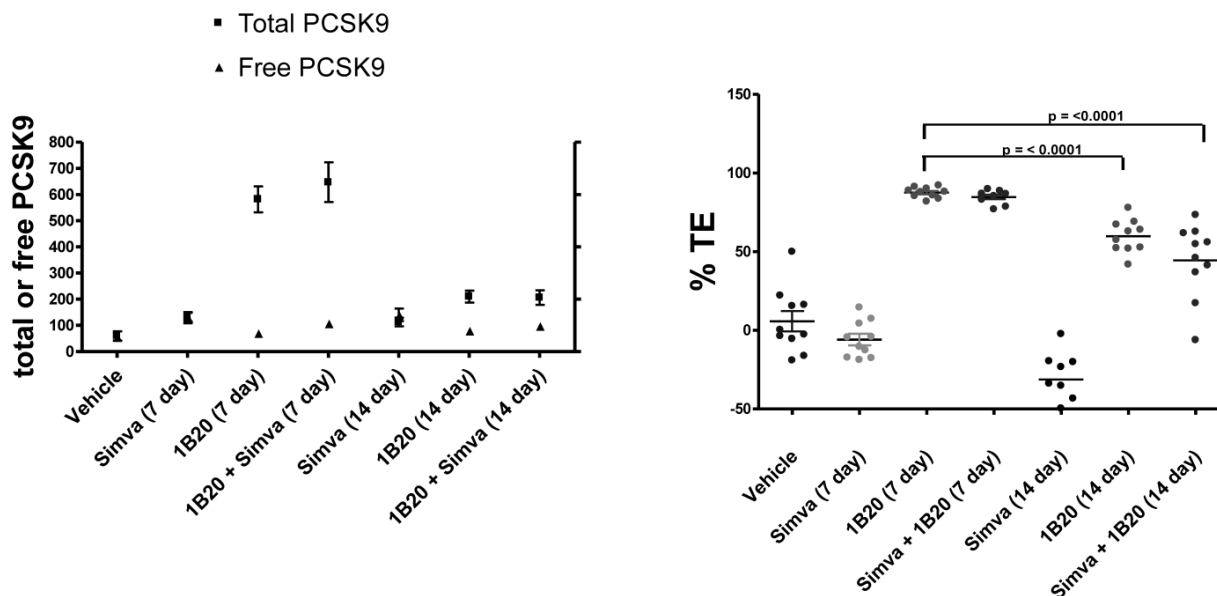 Total PCSK9
Free PCSK9
total or free PCSK9
800
700
600
500
400
300
200
100
0
Vehicle
Simva (7 day)
1B20 (7 day)
1B20 + Simva (7 day)
Simva (14 day)
1B20 (14 day)
1B20 + Simva (14 day)
% TE
150
100
50
0
-50
p = <0.0001
p = < 0.0001
Vehicle
Simva (7 day)
1B20 (7 day)
Simva + 1B20 (7 day)
Simva (14 day)
1B20 (14 day)
Simva + 1B20 (14 day)